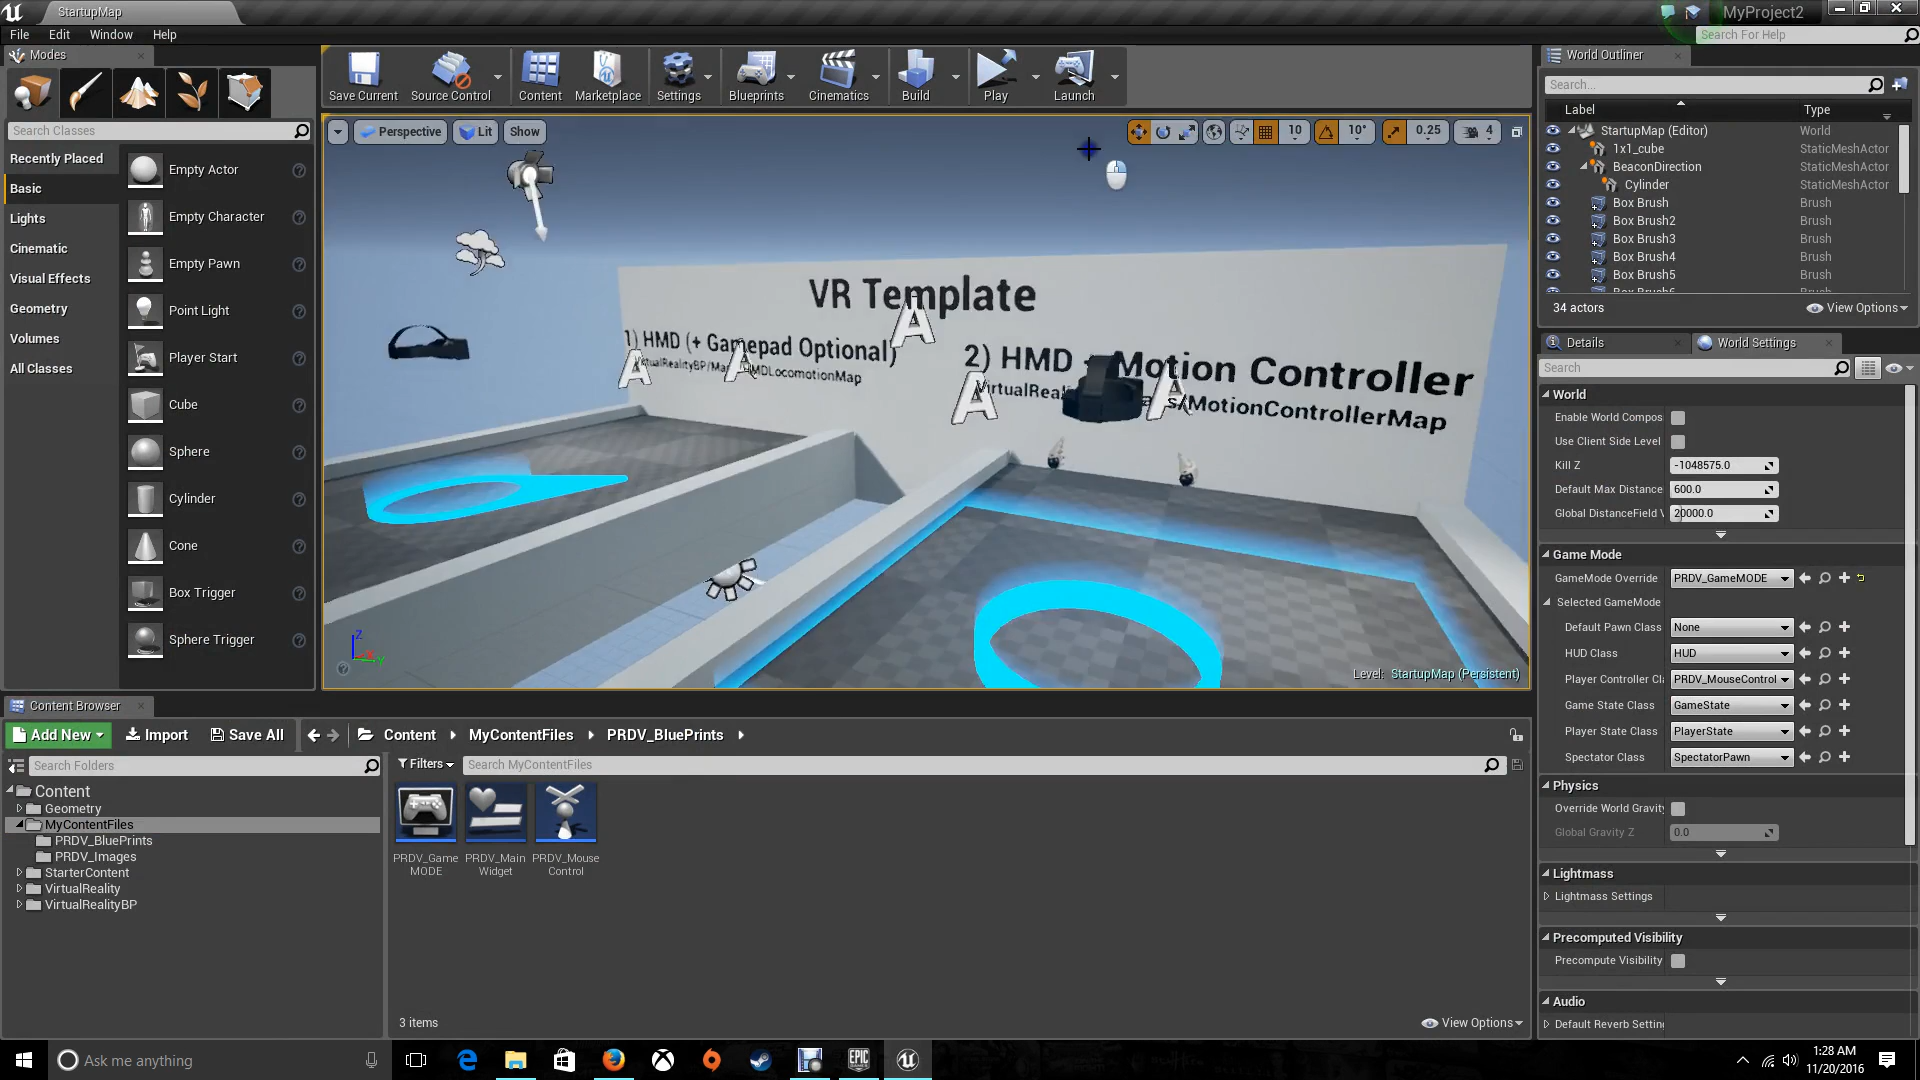 StartupMap
MyProject2
File Edit Window Help
Search For Help
Modes
Save Current
Source Control
Content
Marketplace
Settings
Blueprints
Cinematics
Build
Play
Launch
Search Classes
Recently Placed
Basic
Lights
Cinematic
Visual Effects
Geometry
Volumes
All Classes
Empty Actor
Empty Character
Empty Pawn
Point Light
Player Start
Cube
Sphere
Cylinder
Cone
Box Trigger
Sphere Trigger
Perspective Lit Show
10 10° 0.25 4
VR Template
1) HMD (+ Gamepad Optional)
2) HMD + Motion Controller
/MotionControllerMap
A
A
A
A
A
Level: StartupMap (Persistent)
World Outliner
Search...
Label Type
StartupMap (Editor) World
1x1_cube StaticMeshActor
BeaconDirection StaticMeshActor
Cylinder StaticMeshActor
Box Brush Brush
Box Brush2 Brush
Box Brush3 Brush
Box Brush4 Brush
Box Brush5 Brush
34 actors
View Options
Details World Settings
Search
World
Enable World Compos
Use Client Side Level
Kill Z -1048575.0
Default Max Distance 600.0
Global DistanceField V 20000.0
Game Mode
GameMode Override PRDV_GameMODE
Selected GameMode
Default Pawn Class None
HUD Class HUD
Player Controller Cla PRDV_MouseControl
Game State Class GameState
Player State Class PlayerState
Spectator Class SpectatorPawn
Physics
Override World Gravity
Global Gravity Z 0.0
Lightmass
Lightmass Settings
Precomputed Visibility
Precompute Visibility
Audio
Default Reverb Setting
Content Browser
Add New Import Save All Content MyContentFiles PRDV_BluePrints
Search Folders
Filters Search MyContentFiles
Content
Geometry
MyContentFiles
PRDV_BluePrints
PRDV_Images
StarterContent
VirtualReality
VirtualRealityBP
PRDV_Game
MODE
PRDV_Main
Widget
PRDV_Mouse
Control
3 items
View Options
Ask me anything
EPIC
GAMES
1:28 AM
11/20/2016